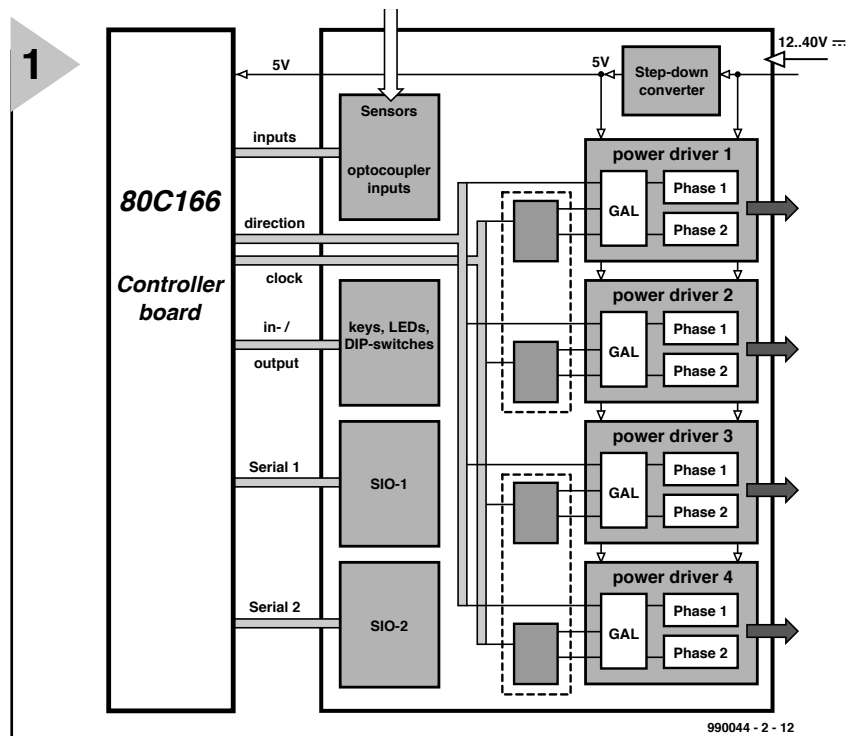 1
12..40V
5V
5V
Step-down
converter
Sensors
optocoupler
inputs
inputs
80C166
Controller
board
direction
clock
in- /
output
keys, LEDs,
DIP-switches
Serial 1
SIO-1
Serial 2
SIO-2
power driver 1
GAL
Phase 1
Phase 2
power driver 2
GAL
Phase 1
Phase 2
power driver 3
GAL
Phase 1
Phase 2
power driver 4
GAL
Phase 1
Phase 2
990044 - 2 - 12